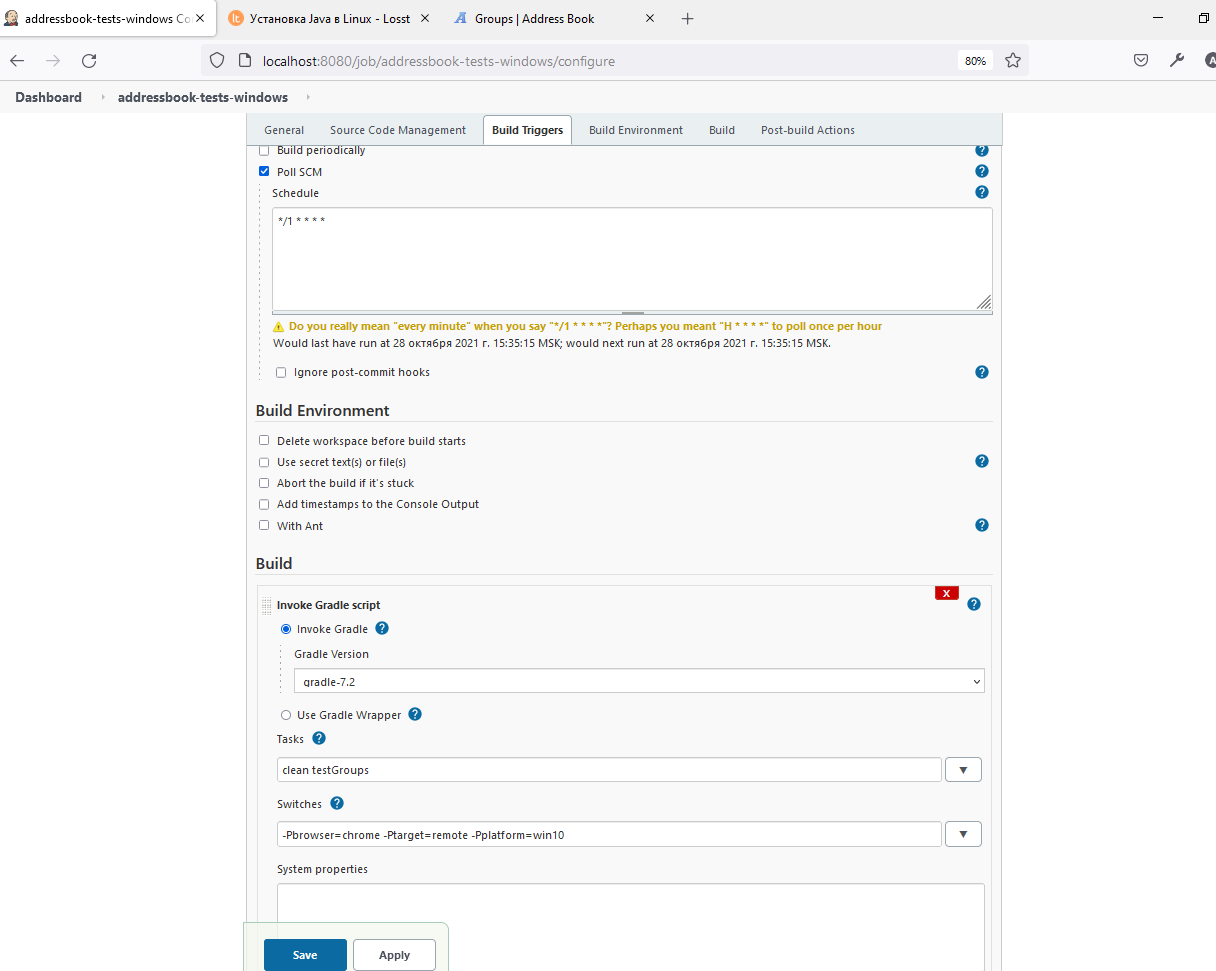 addressbook-tests-windows Co
Установка Java в Linux - Losst
Groups | Address Book
localhost:8080/job/addressbook-tests-windows/configure
80%
Dashboard
addressbook-tests-windows
General
Source Code Management
Build Triggers
Build Environment
Build
Post-build Actions
Build periodically
Poll SCM
Schedule
*/1 * * * *
Do you really mean "every minute" when you say "*/1 * * * *"? Perhaps you meant "H * * * *" to poll once per hour
Would last have run at 28 октября 2021 г. 15:35:15 MSK; would next run at 28 октября 2021 г. 15:35:15 MSK.
Ignore post-commit hooks
Build Environment
Delete workspace before build starts
Use secret text(s) or file(s)
Abort the build if it's stuck
Add timestamps to the Console Output
With Ant
Build
X
Invoke Gradle script
Invoke Gradle
Gradle Version
gradle-7.2
Use Gradle Wrapper
Tasks
clean testGroups
Switches
-Pbrowser=chrome -Ptarget=remote -Pplatform=win10
System properties
Save
Apply